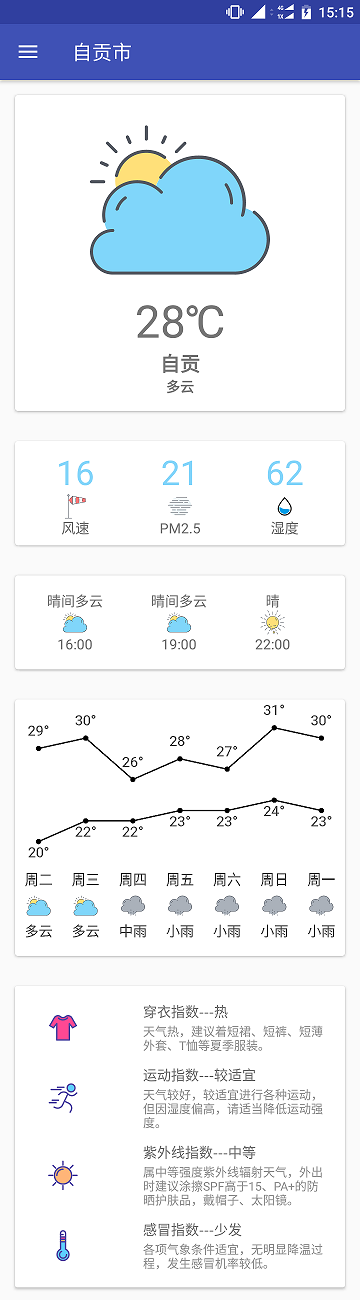 4G
1X
15:15
自贡市
28℃
自贡
多云
16 21 62
风速 PM2.5 湿度
晴间多云 晴间多云 晴
16:00 19:00 22:00
29° 30° 26° 28° 27° 31° 30°
20° 22° 22° 23° 23° 24° 23°
周二 周三 周四 周五 周六 周日 周一
多云 多云 中雨 小雨 小雨 小雨 小雨
穿衣指数---热
天气热，建议着短裙、短裤、短薄
外套、T恤等夏季服装。
运动指数---较适宜
天气较好，较适宜进行各种运动，
但因湿度偏高，请适当降低运动强
度。
紫外线指数---中等
属中等强度紫外线辐射天气，外出
时建议涂擦SPF高于15、PA+的防
晒护肤品，戴帽子、太阳镜。
感冒指数---少发
各项气象条件适宜，无明显降温过
程，发生感冒机率较低。